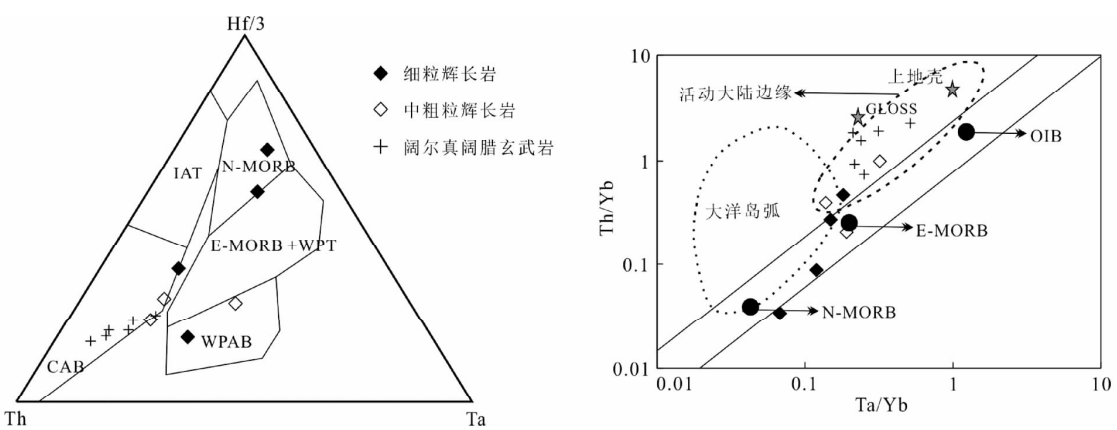 Hf/3
细粒辉长岩
中粗粒辉长岩
阔尔真阔腊玄武岩
IAT
N-MORB
E-MORB+WPT
WPAB
CAB
Th
Ta
10
1
0.1
0.01
Th/Yb
上地壳
活动大陆边缘
GLOSS
OIB
大洋岛弧
E-MORB
N-MORB
0.01
0.1
1
10
Ta/Yb